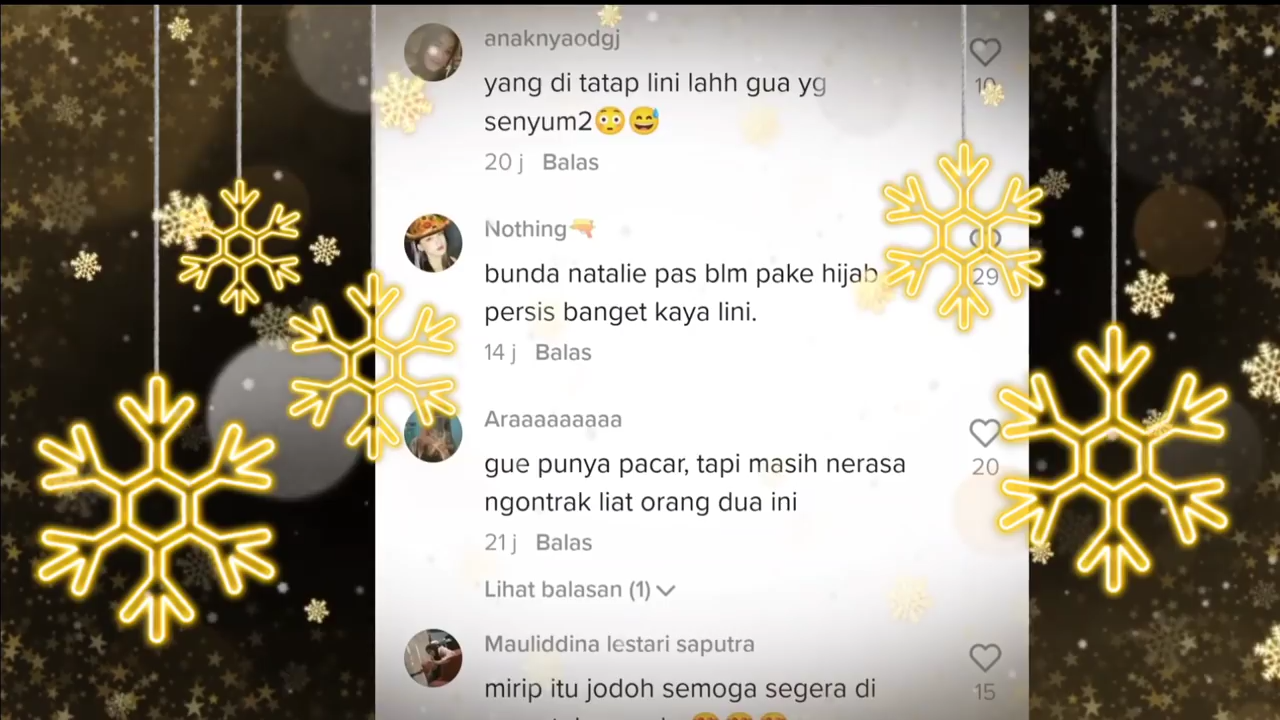 anaknyaodgj
yang di tatap lini lahh gua yg
senyum2😳😅
10
20 j Balas
Nothing🔫
bunda natalie pas blm pake hijab
persis banget kaya lini.
29
14 j Balas
Araaaaaaaaa
gue punya pacar, tapi masih nerasa
ngontrak liat orang dua ini
20
21 j Balas
Lihat balasan (1)
Mauliddina lestari saputra
mirip itu jodoh semoga segera di
15